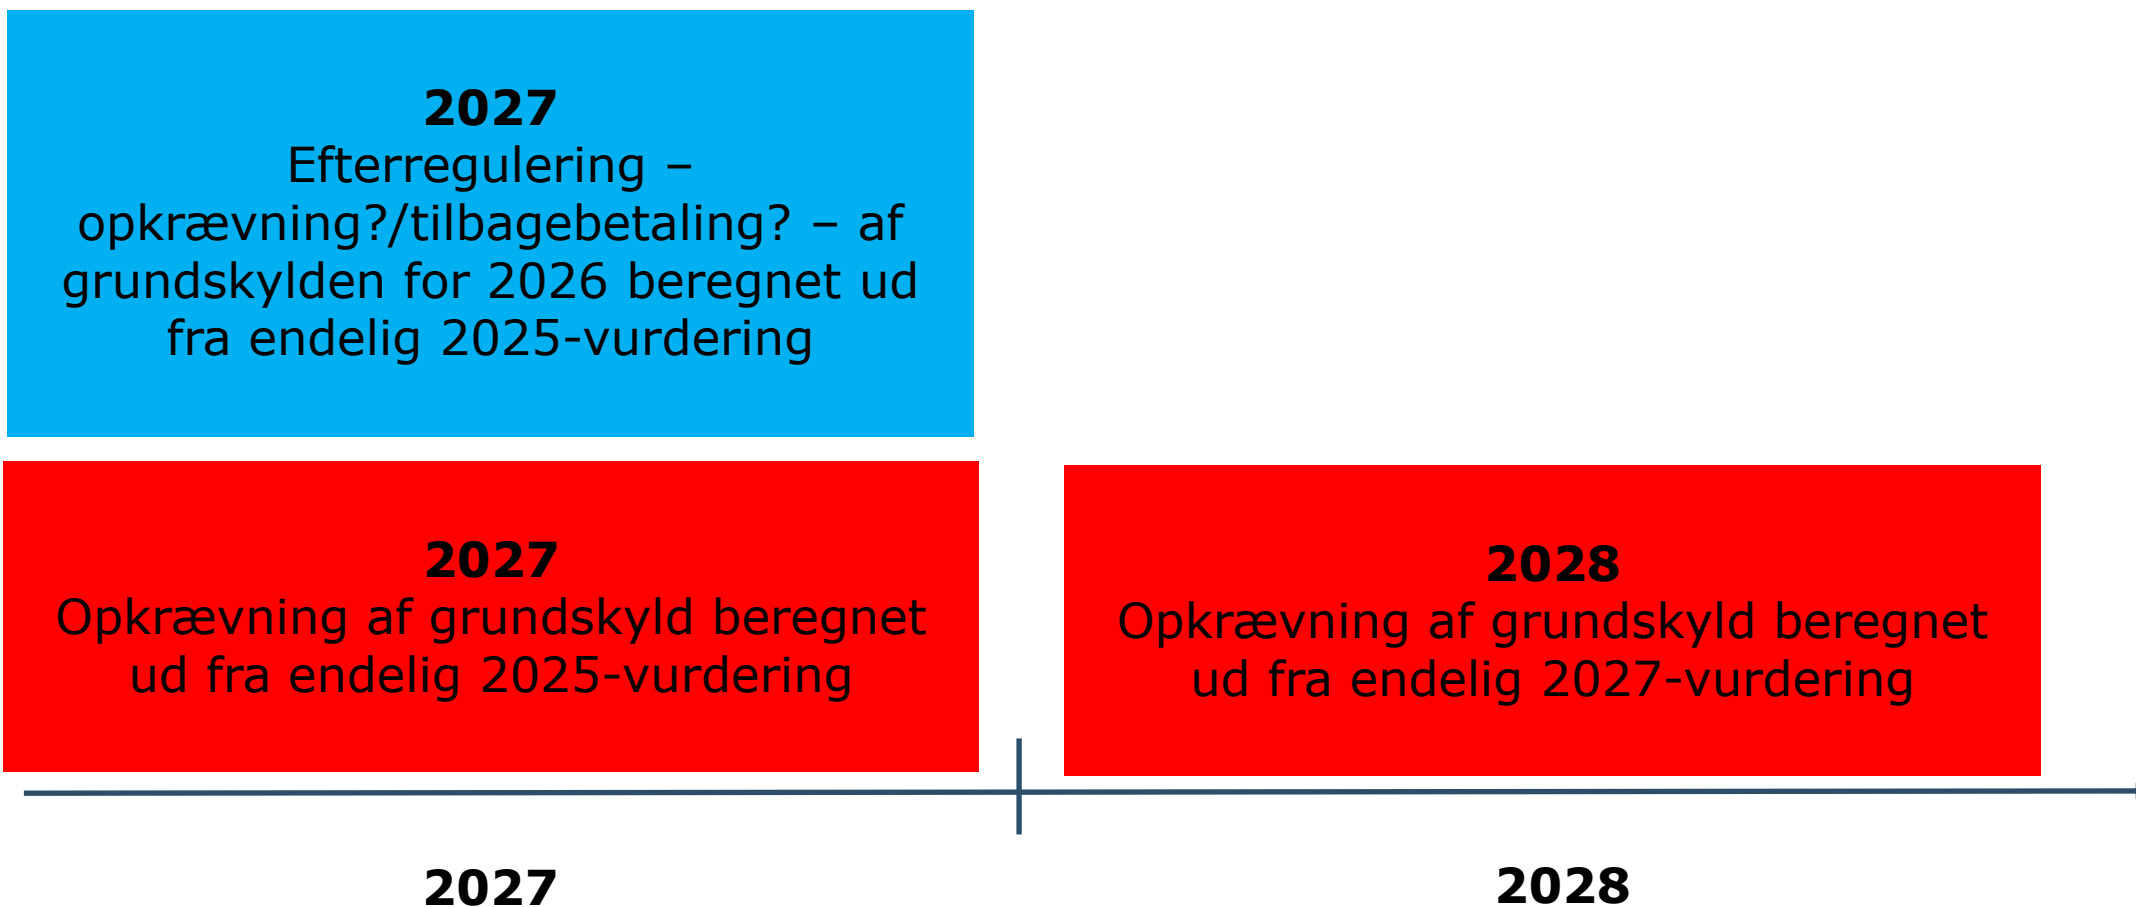 2027
Efterregulering –
opkrævning?/tilbagebetaling? – af
grundskylden for 2026 beregnet ud
fra endelig 2025-vurdering
2027
Opkrævning af grundskyld beregnet
ud fra endelig 2025-vurdering
2028
Opkrævning af grundskyld beregnet
ud fra endelig 2027-vurdering
2027
2028